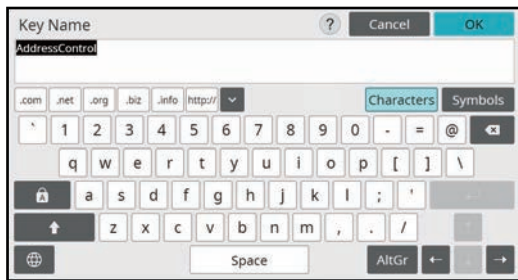 Key Name ? Cancel OK
AddressControl
.com .net .org .biz .info http:// Characters Symbols
` 1 2 3 4 5 6 7 8 9 0 - = @
q w e r t y u i o p [ ] \
A a s d f g h j k l ; '
z x c v b n m , . /
Space AltGr ← ↓ →